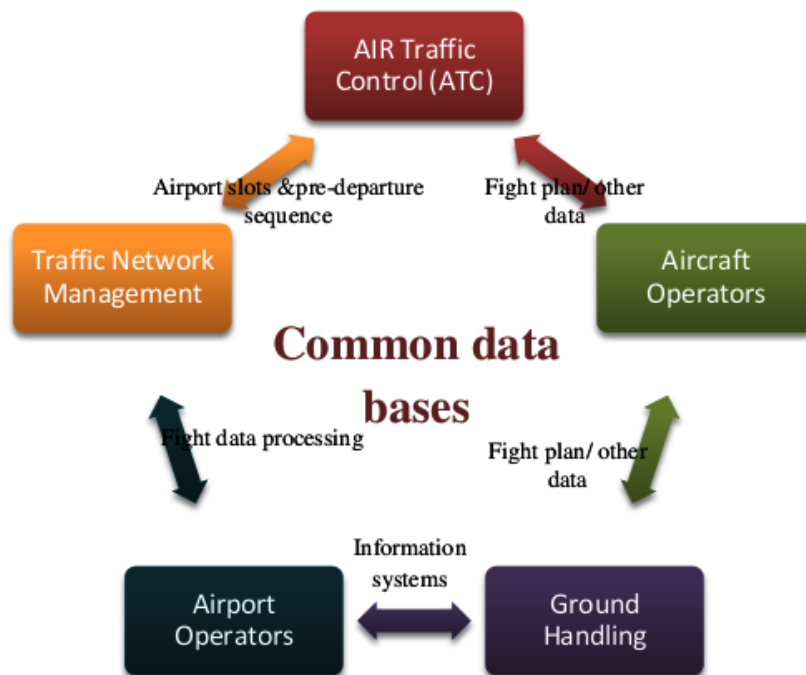 AIR Traffic
Control (ATC)
Airport slots &pre-departure
sequence
Fight plan/ other
data
Traffic Network
Management
Aircraft
Operators
Common data
bases
Fight data processing
Fight plan/ other
data
Information
systems
Airport
Operators
Ground
Handling